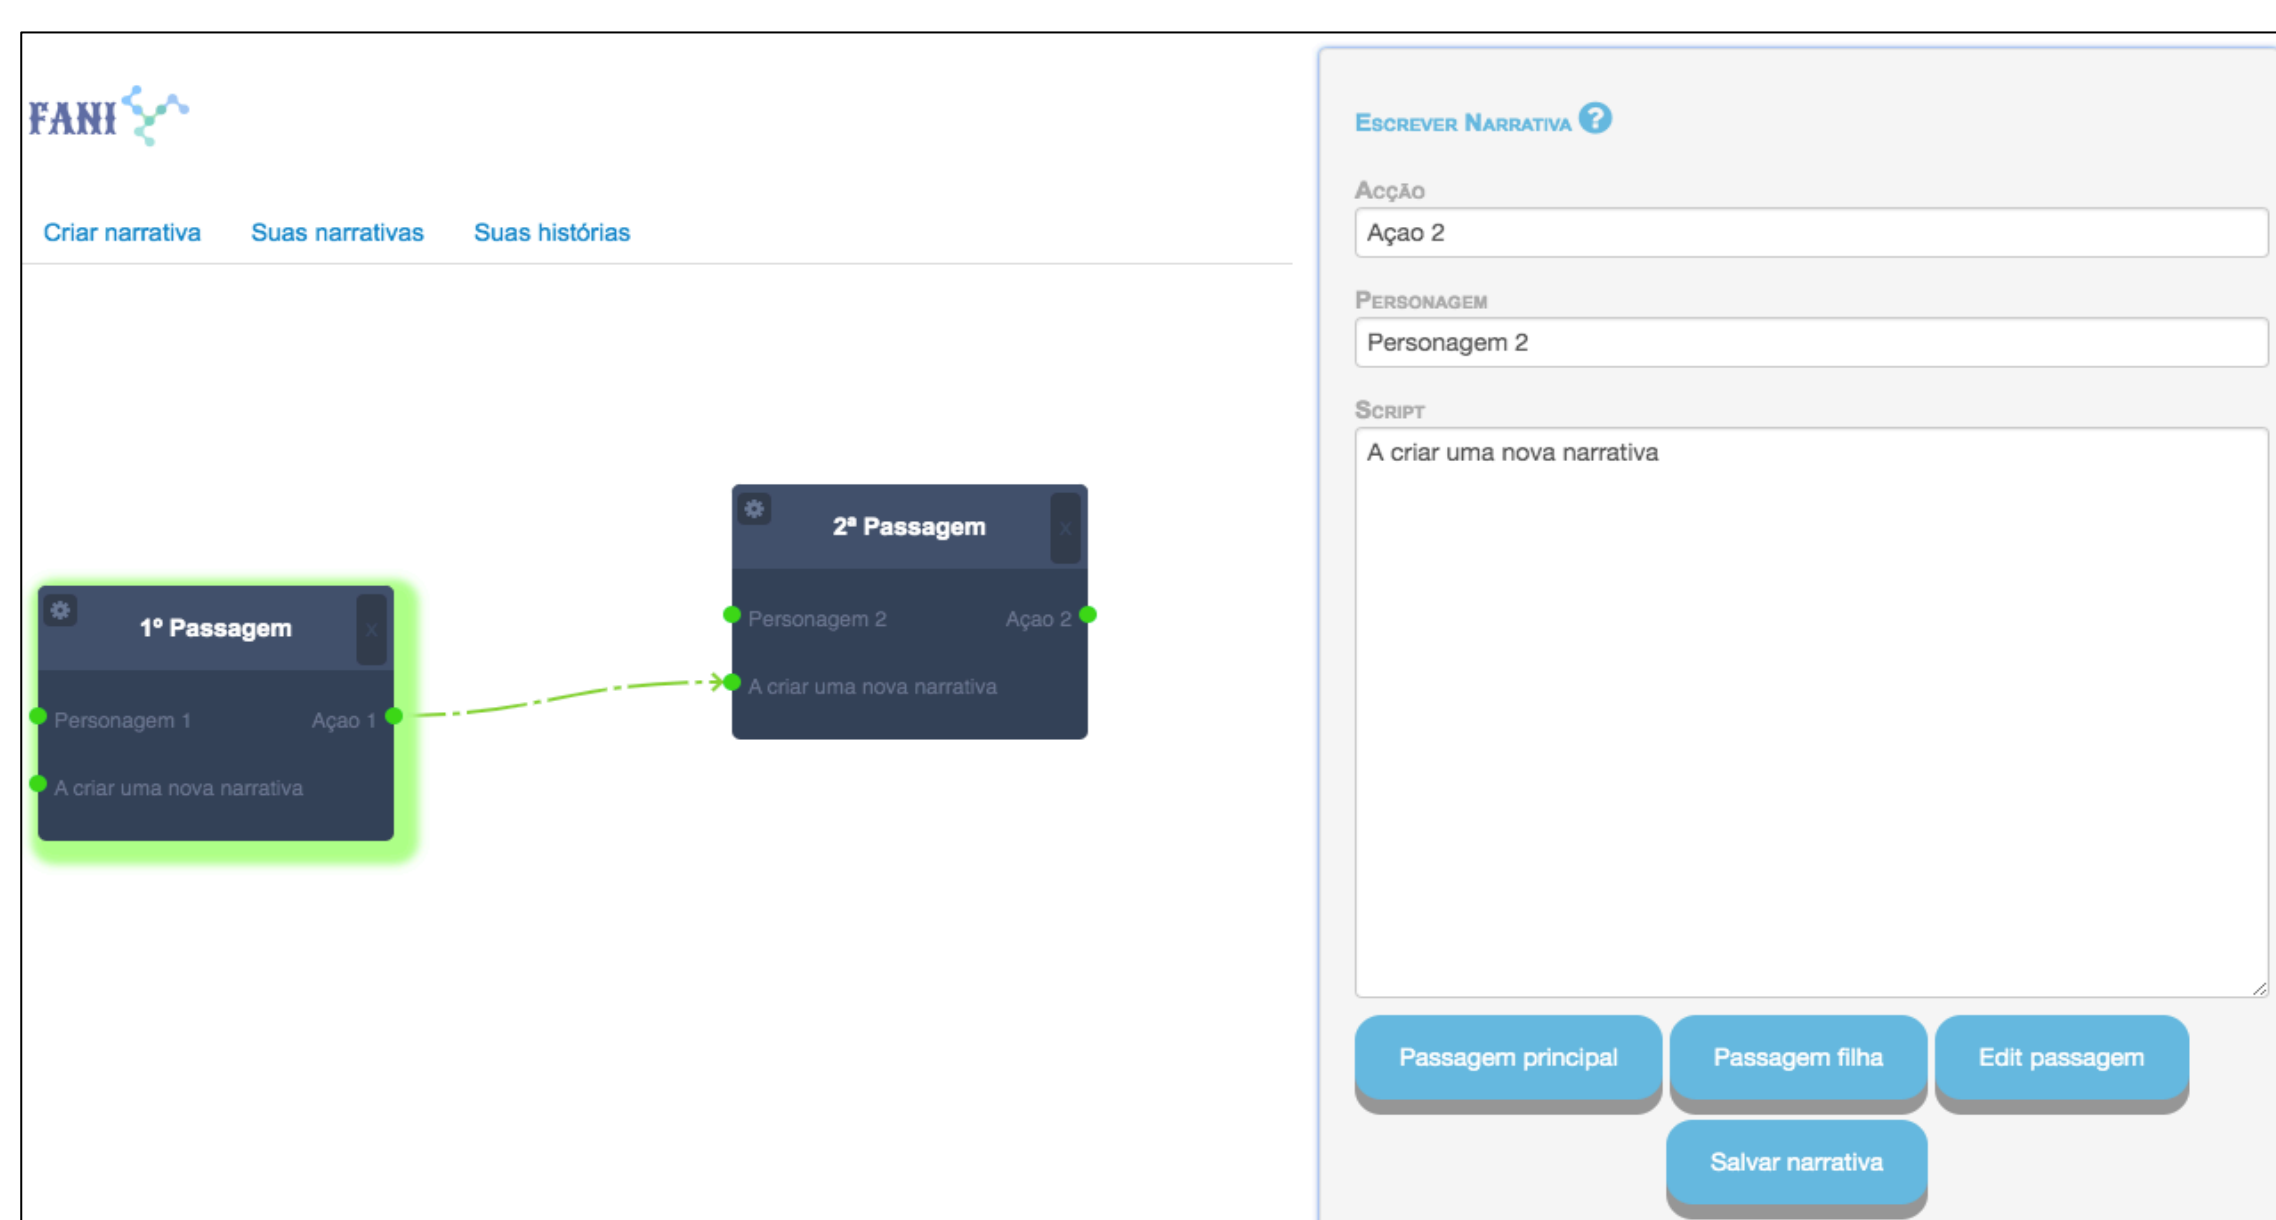 FANI
Criar narrativa Suas narrativas Suas histórias
1º Passagem x
Personagem 1 Açao 1
A criar uma nova narrativa
2ª Passagem x
Personagem 2 Açao 2
A criar uma nova narrativa
Escrever Narrativa ?
Acção
Açao 2
Personagem
Personagem 2
Script
A criar uma nova narrativa
Passagem principal Passagem filha Edit passagem
Salvar narrativa